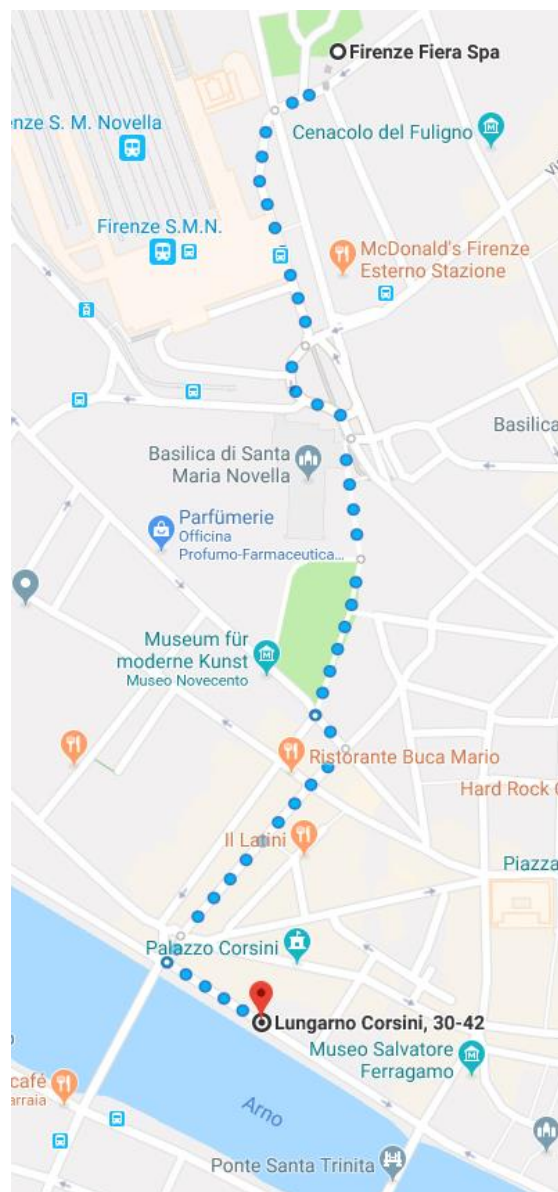 Firenze Fiera Spa
enze S. M. Novella
Cenacolo del Fuligno
Firenze S.M.N.
McDonald's Firenze
Esterno Stazione
Basilica
Basilica di Santa
Maria Novella
Parfümerie
Officina
Profumo-Farmaceutica...
Museum für
moderne Kunst
Museo Novecento
Ristorante Buca Mario
Hard Rock
Il Latini
Piazza
Palazzo Corsini
Lungarno Corsini, 30-42
Museo Salvatore
Ferragamo
café
arraia
Arno
Ponte Santa Trinita